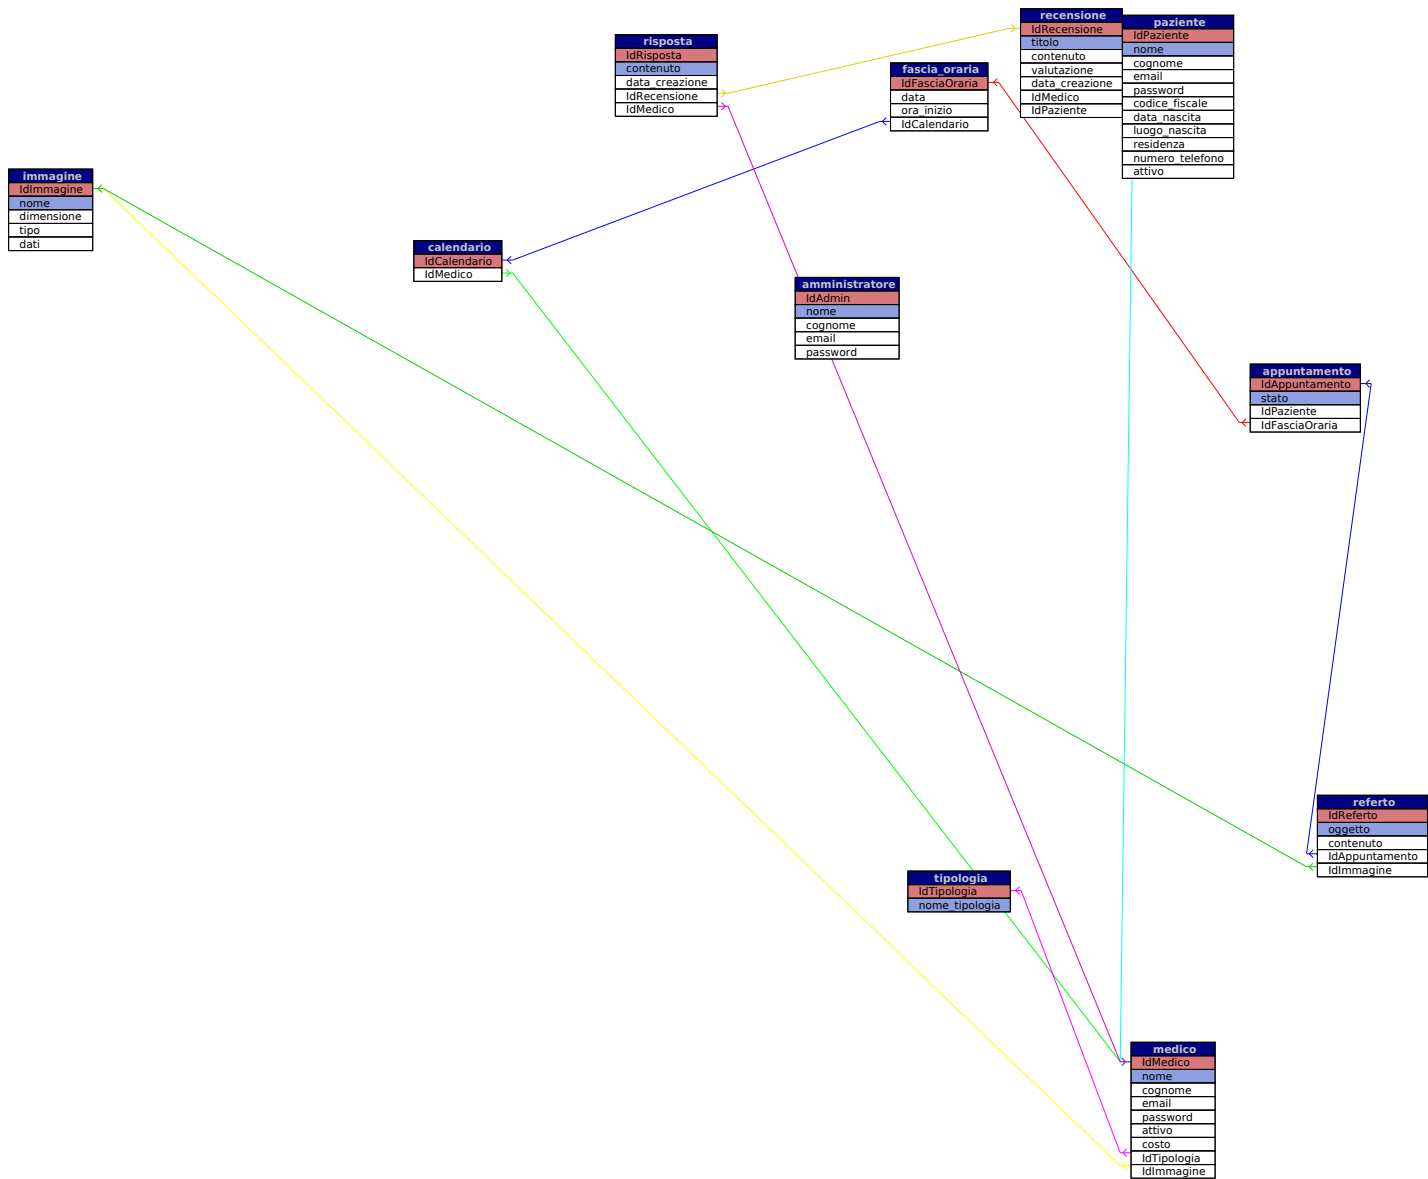 recensione
IdRecensione
titolo
contenuto
valutazione
data_creazione
IdMedico
IdPaziente
paziente
IdPaziente
nome
cognome
email
password
codice_fiscale
data_nascita
luogo_nascita
residenza
numero_telefono
attivo
risposta
IdRisposta
contenuto
data_creazione
IdRecensione
IdMedico
fascia_oraria
IdFasciaOraria
data
ora_inizio
IdCalendario
immagine
IdImmagine
nome
dimensione
tipo
dati
calendario
IdCalendario
IdMedico
amministratore
IdAdmin
nome
cognome
email
password
appuntamento
IdAppuntamento
stato
IdPaziente
IdFasciaOraria
referto
IdReferto
oggetto
contenuto
IdAppuntamento
IdImmagine
tipologia
IdTipologia
nome_tipologia
medico
IdMedico
nome
cognome
email
password
attivo
costo
IdTipologia
IdImmagine